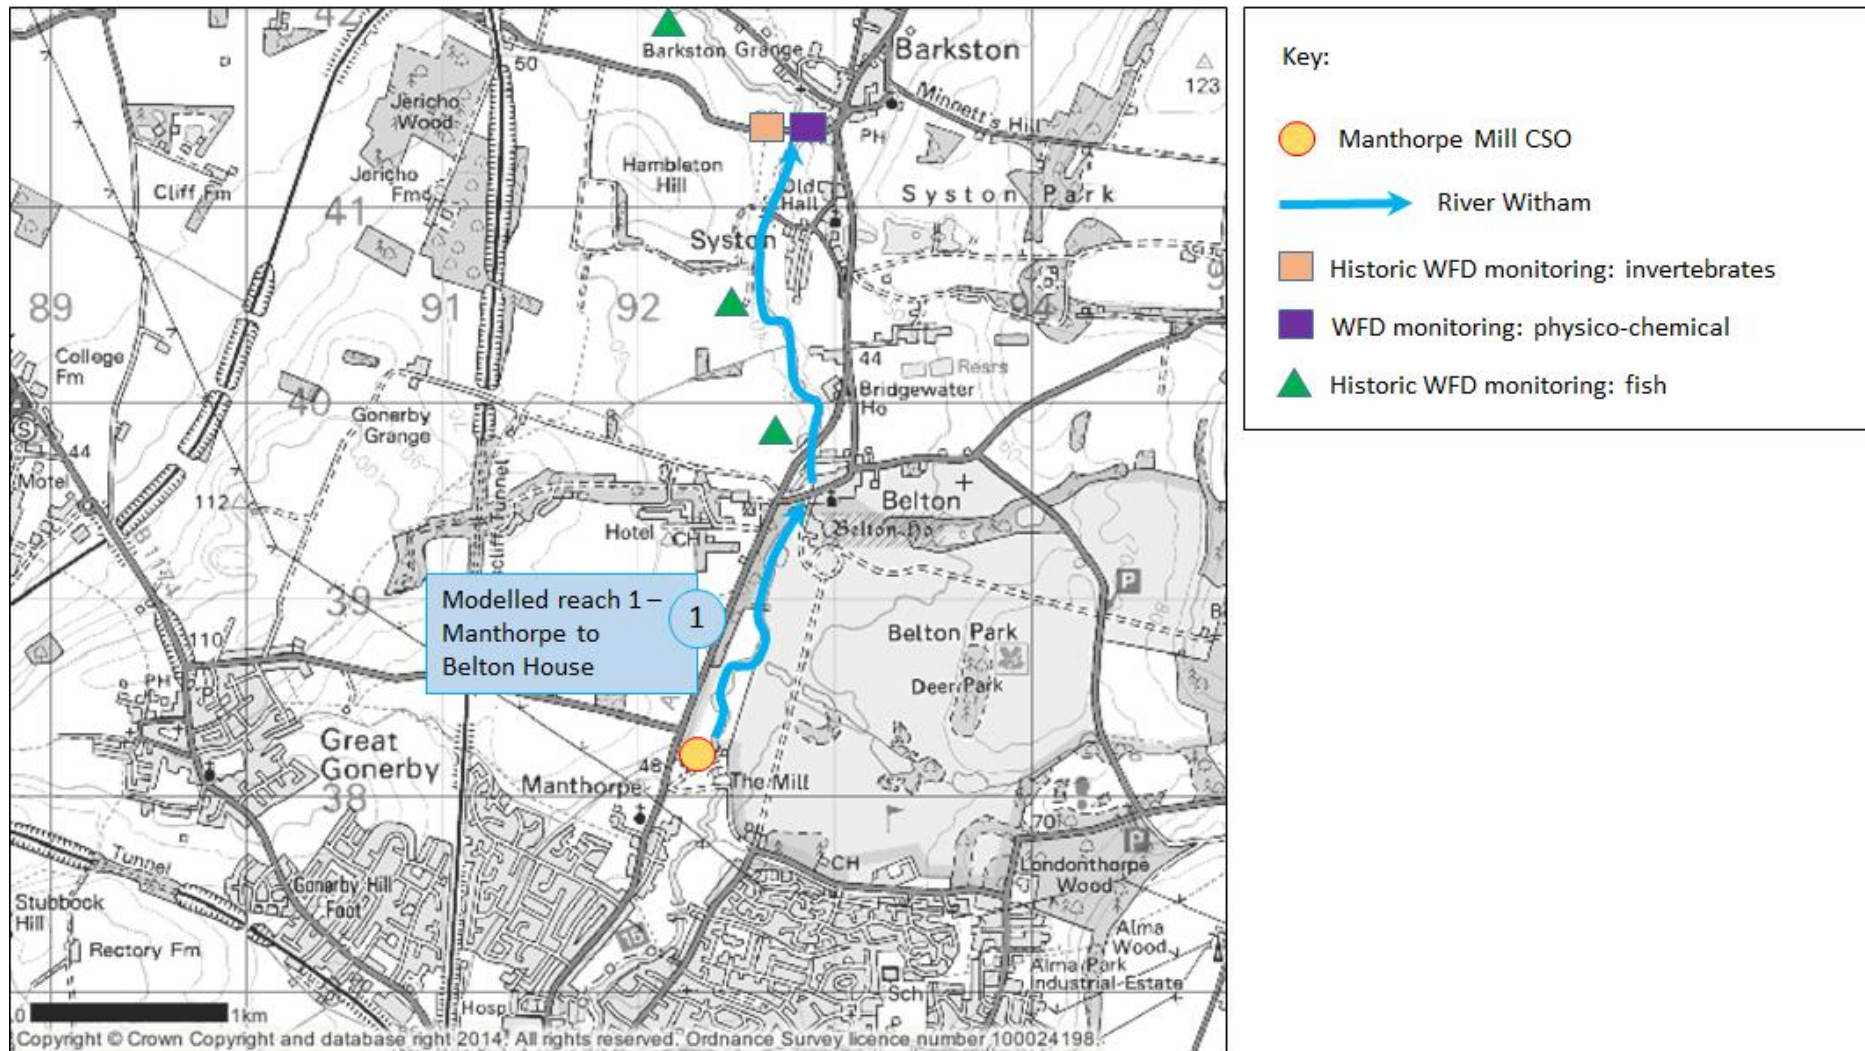 42
Barkston Grange
Barkston
50
123
Jericho
Wood
Minnett's Hill
PH
Hambleton
Hill
Cliff Fm
Jericho
Fm
Old
Hall
Syston Park
41
Syston
89
91
92
94
9
College
Fm
44
Resrs
Bridgewater
Ho
40
Gonerby
Grange
S
44
Motel
112
Belton
Hotel
CH
Belton Ho
B 1174
39
P
Modelled reach 1 –
Manthorpe to
Belton House
1
110
Belton Park
PH
Deer Park
Great
Gonerby
48
The Mill
Manthorpe
38
70
P
CH
Londonthorpe
Wood
Tunnel
Gonerby Hill
Foot
Stubbock
Hill
Alma
Wood
Rectory Fm
15
Alma Park
Industrial Estate
Sch
Hospl
0 1km
Copyright © Crown Copyright and database right 2014. All rights reserved. Ordnance Survey licence number 100024198.
Key:
Manthorpe Mill CSO
River Witham
Historic WFD monitoring: invertebrates
WFD monitoring: physico-chemical
Historic WFD monitoring: fish